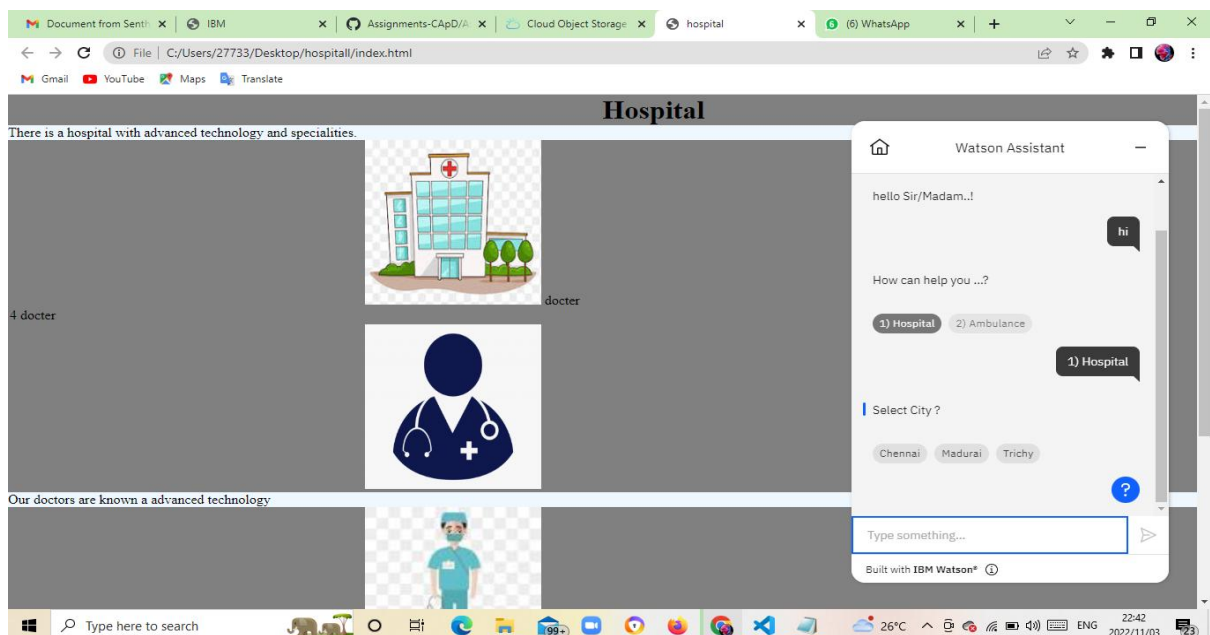 Document from Senth
IBM
Assignments-CApD/A
Cloud Object Storage
hospital
(6) WhatsApp
File | C:/Users/27733/Desktop/hospitall/index.html
Gmail
YouTube
Maps
Translate
Hospital
There is a hospital with advanced technology and specialities.
docter
4 docter
Our doctors are known a advanced technology
Watson Assistant
hello Sir/Madam..!
hi
How can help you ...?
1) Hospital
2) Ambulance
1) Hospital
Select City ?
Chennai
Madurai
Trichy
?
Type something...
Built with IBM Watson®
Type here to search
99+
26°C
ENG
22:42
2022/11/03
23